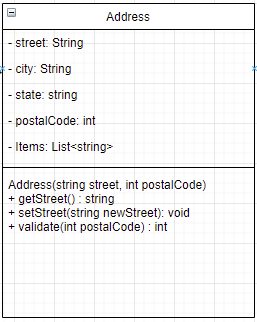 Address
- street: String
- city: String
- state: string
- postalCode: int
- Items: List<string>
Address(string street, int postalCode)
+ getStreet() : string
+ setStreet(string newStreet): void
+ validate(int postalCode) : int